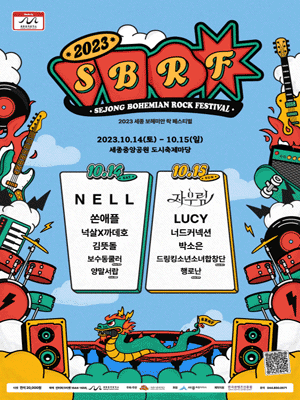 2023
SBRF
SEJONG BOHEMIAN ROCK FESTIVAL
2023 세종 보헤미안 락 페스티벌
2023.10.14(토) - 10.15(일)
세종중앙공원 도시축제마당
10.14
NELL
쏜애플
넉살X까데호
김뜻돌
보수동쿨러
양말서랍
10.15
자우림
LUCY
너드커넥션
박소은
드링킹소년소녀합창단
행로난